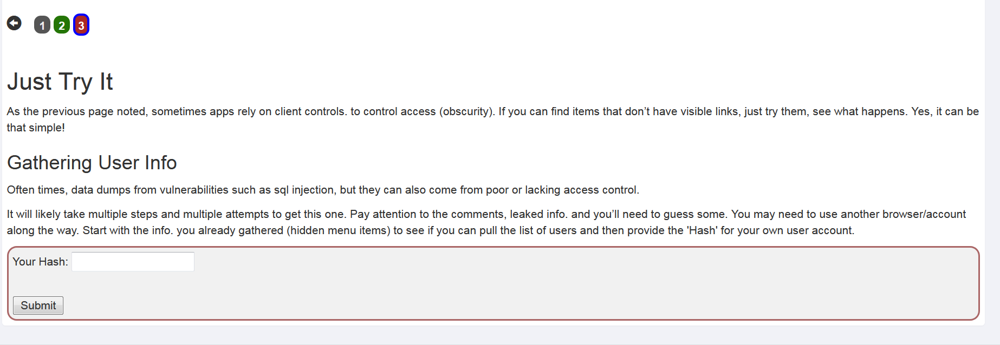 1 2 3
Just Try It
As the previous page noted, sometimes apps rely on client controls. to control access (obscurity). If you can find items that don’t have visible links, just try them, see what happens. Yes, it can be
that simple!
Gathering User Info
Often times, data dumps from vulnerabilities such as sql injection, but they can also come from poor or lacking access control.
It will likely take multiple steps and multiple attempts to get this one. Pay attention to the comments, leaked info. and you’ll need to guess some. You may need to use another browser/account
along the way. Start with the info. you already gathered (hidden menu items) to see if you can pull the list of users and then provide the 'Hash' for your own user account.
Your Hash:
Submit